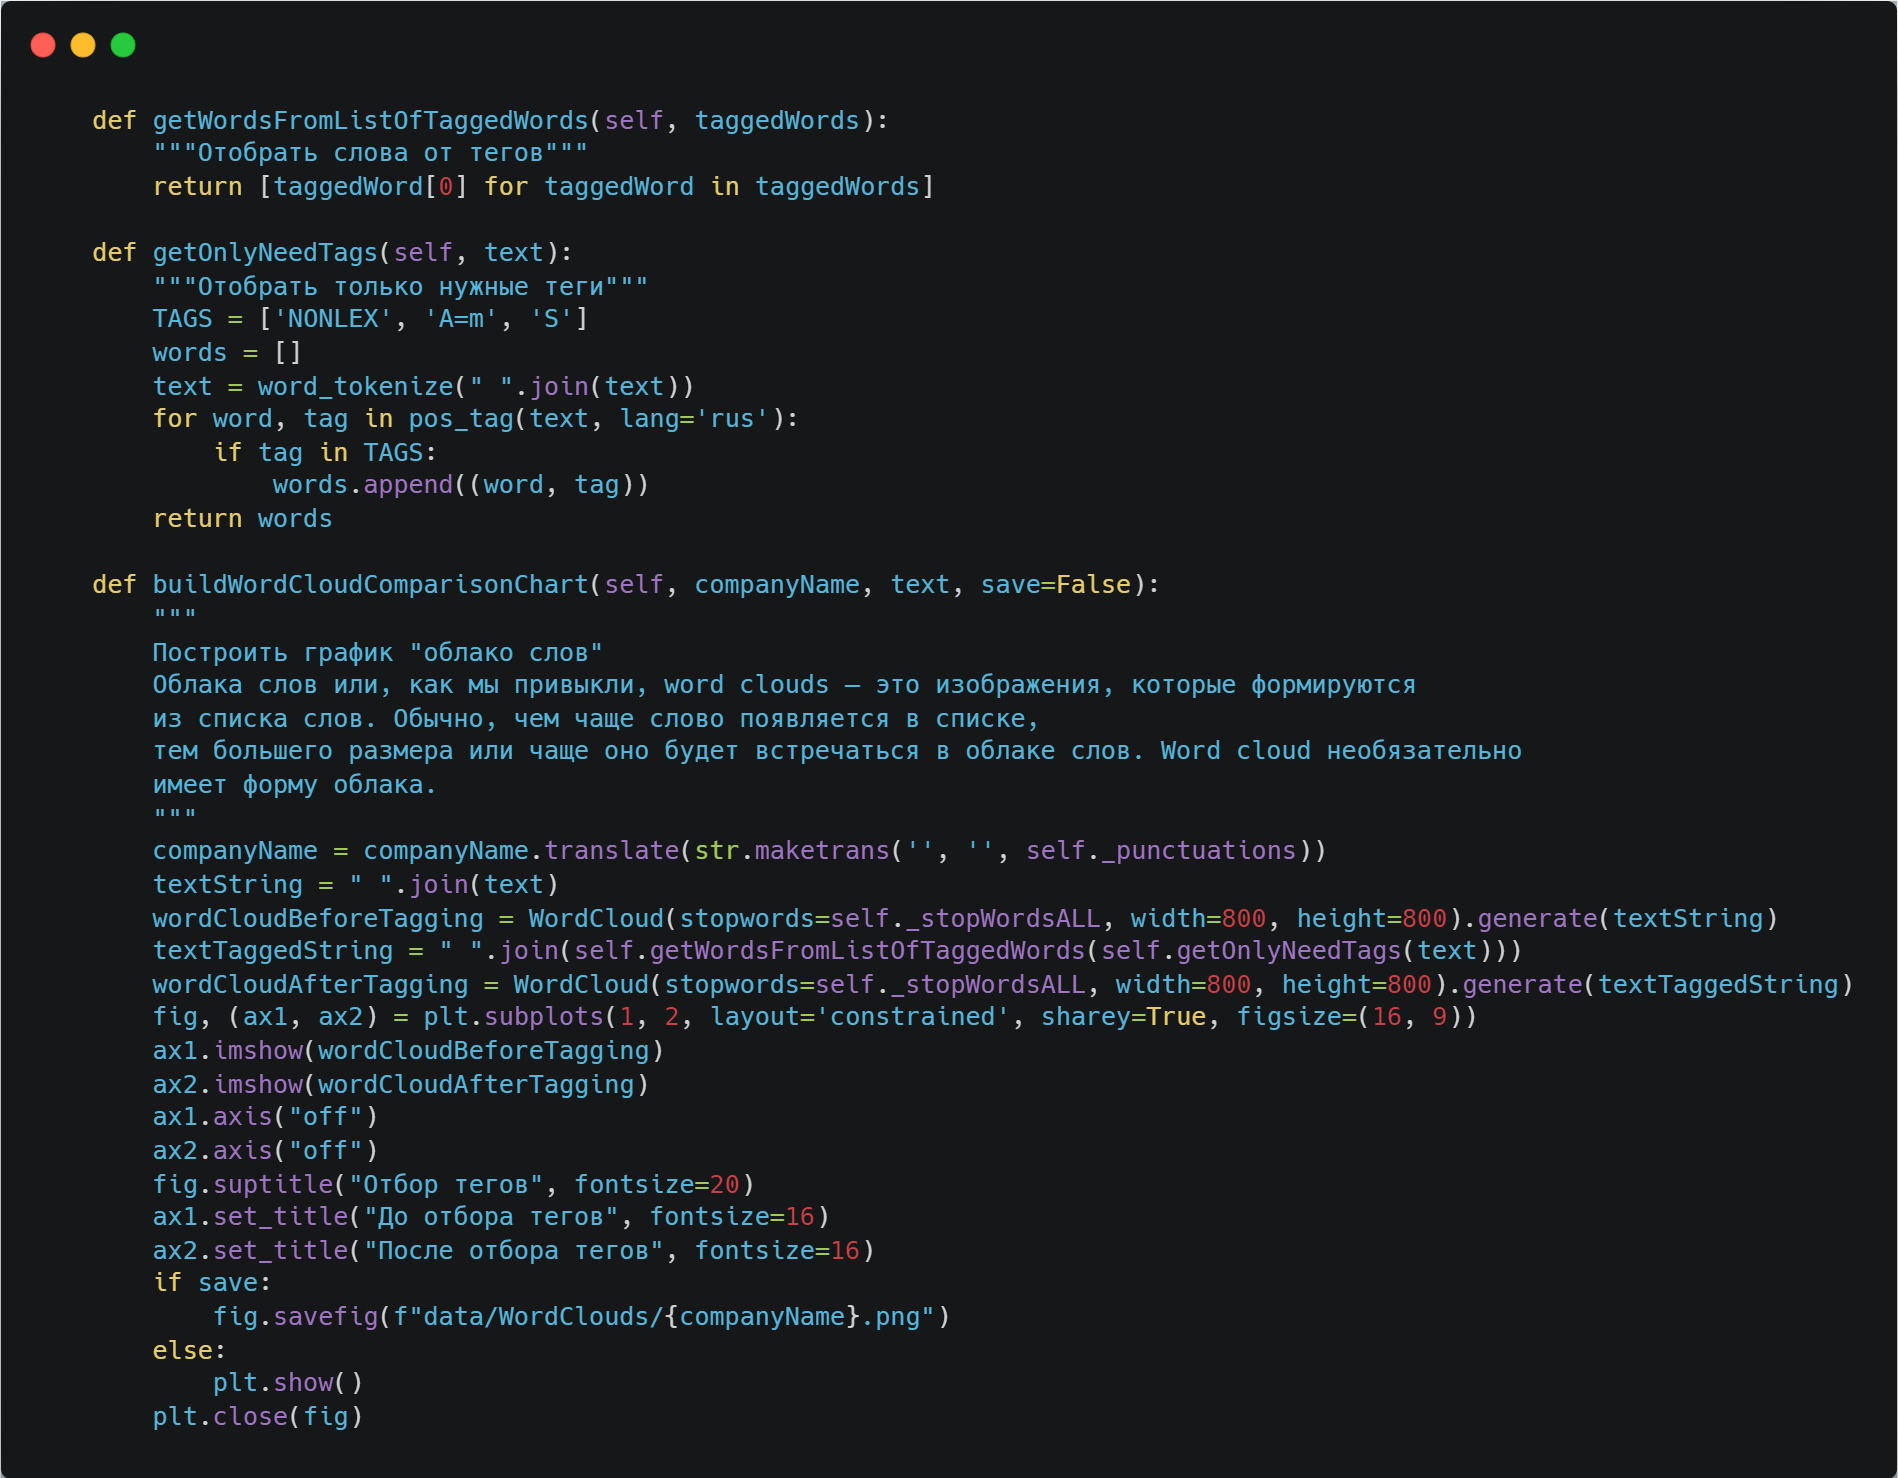 def getWordsFromListOfTaggedWords(self, taggedWords):
    """Отобрать слова от тегов"""
    return [taggedWord[0] for taggedWord in taggedWords]

def getOnlyNeedTags(self, text):
    """Отобрать только нужные теги"""
    TAGS = ['NONLEX', 'A=m', 'S']
    words = []
    text = word_tokenize(" ".join(text))
    for word, tag in pos_tag(text, lang='rus'):
        if tag in TAGS:
            words.append((word, tag))
    return words

def buildWordCloudComparisonChart(self, companyName, text, save=False):
    """
    Построить график "облако слов"
    Облака слов или, как мы привыкли, word clouds — это изображения, которые формируются
    из списка слов. Обычно, чем чаще слово появляется в списке,
    тем большего размера или чаще оно будет встречаться в облаке слов. Word cloud необязательно
    имеет форму облака.
    """
    companyName = companyName.translate(str.maketrans('', '', self._punctuations))
    textString = " ".join(text)
    wordCloudBeforeTagging = WordCloud(stopwords=self._stopWordsALL, width=800, height=800).generate(textString)
    textTaggedString = " ".join(self.getWordsFromListOfTaggedWords(self.getOnlyNeedTags(text)))
    wordCloudAfterTagging = WordCloud(stopwords=self._stopWordsALL, width=800, height=800).generate(textTaggedString)
    fig, (ax1, ax2) = plt.subplots(1, 2, layout='constrained', sharey=True, figsize=(16, 9))
    ax1.imshow(wordCloudBeforeTagging)
    ax2.imshow(wordCloudAfterTagging)
    ax1.axis("off")
    ax2.axis("off")
    fig.suptitle("Отбор тегов", fontsize=20)
    ax1.set_title("До отбора тегов", fontsize=16)
    ax2.set_title("После отбора тегов", fontsize=16)
    if save:
        fig.savefig(f"data/WordClouds/{companyName}.png")
    else:
        plt.show()
    plt.close(fig)